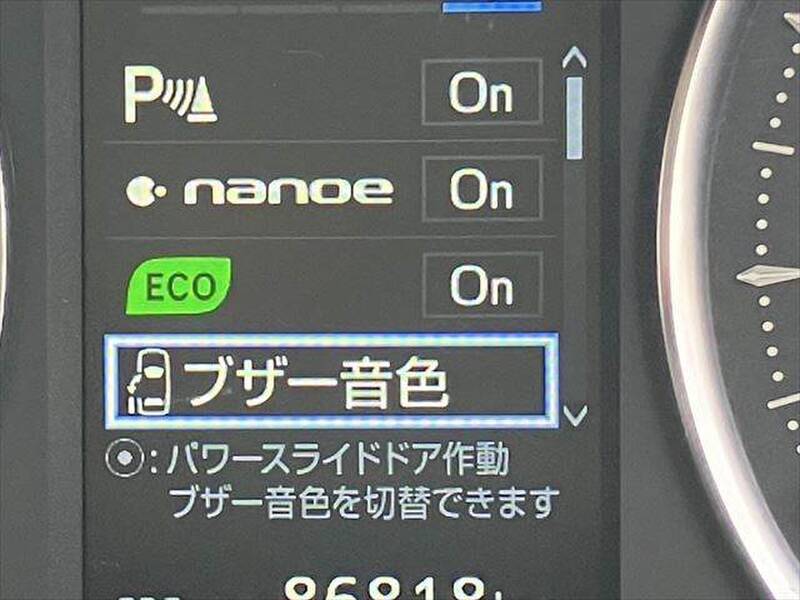 P On
nanoe On
ECO On
ブザー音色
:パワースライドドア作動
ブザー音色を切替できます
86818